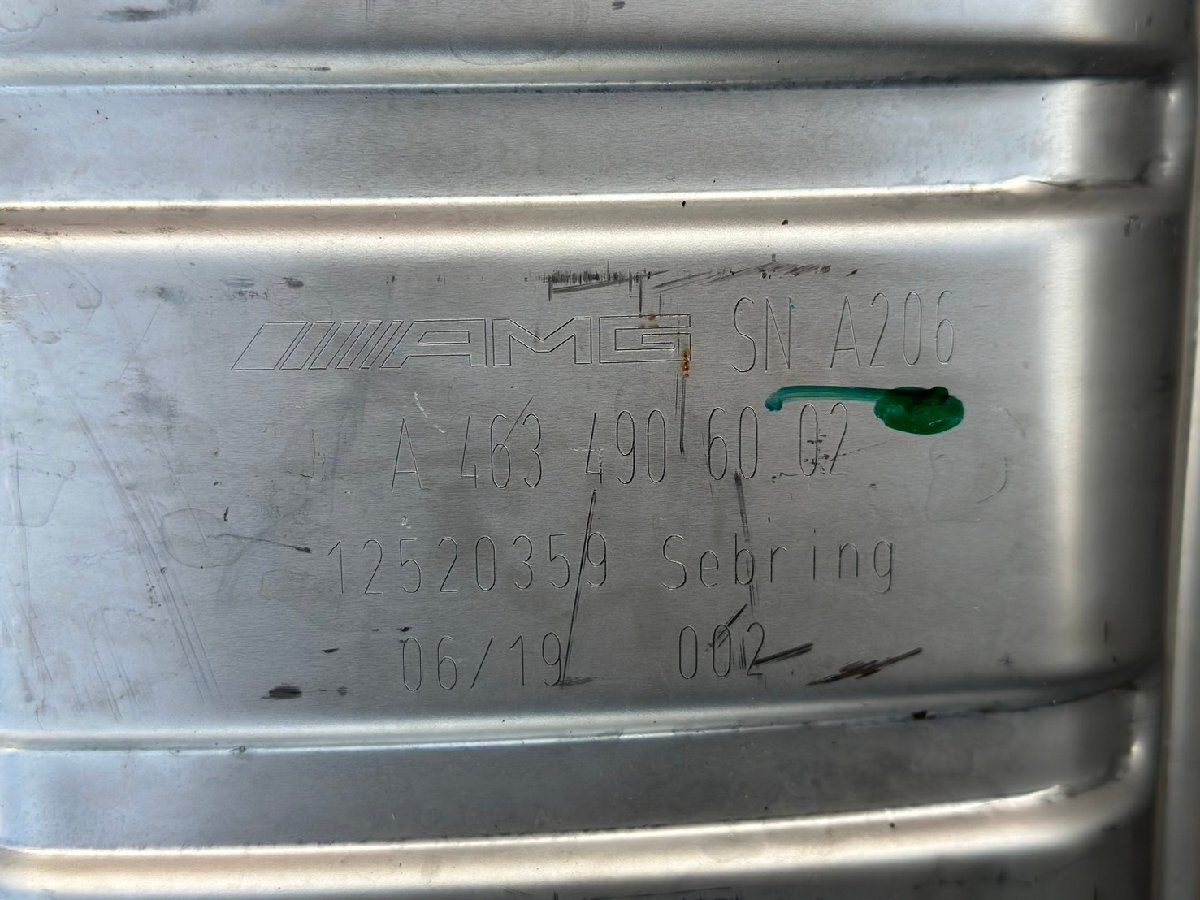 AMG SN A206
A 463 490 60 02
12520359 Sebring
06/19 002